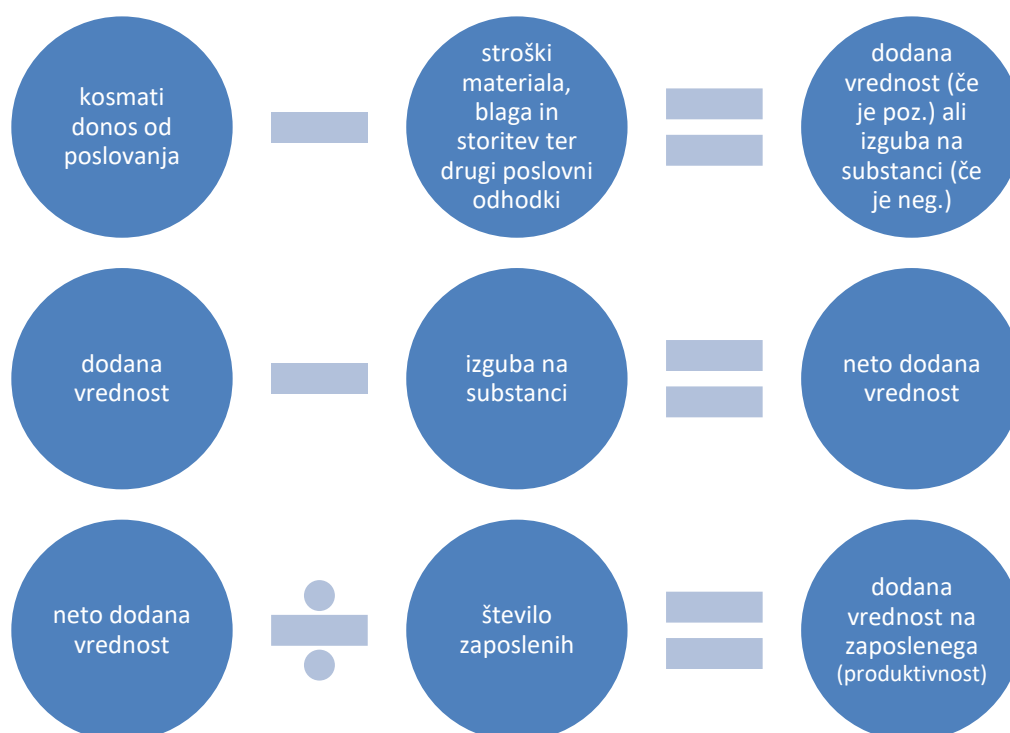 kosmati
donos od
poslovanja
stroški
materiala,
blaga in
storitev ter
drugi poslovni
odhodki
dodana
vrednost (če
je poz.) ali
izguba na
substanci (če
je neg.)
dodana
vrednost
izguba na
substanci
neto dodana
vrednost
neto dodana
vrednost
število
zaposlenih
dodana
vrednost na
zaposlenega
(produktivnost)